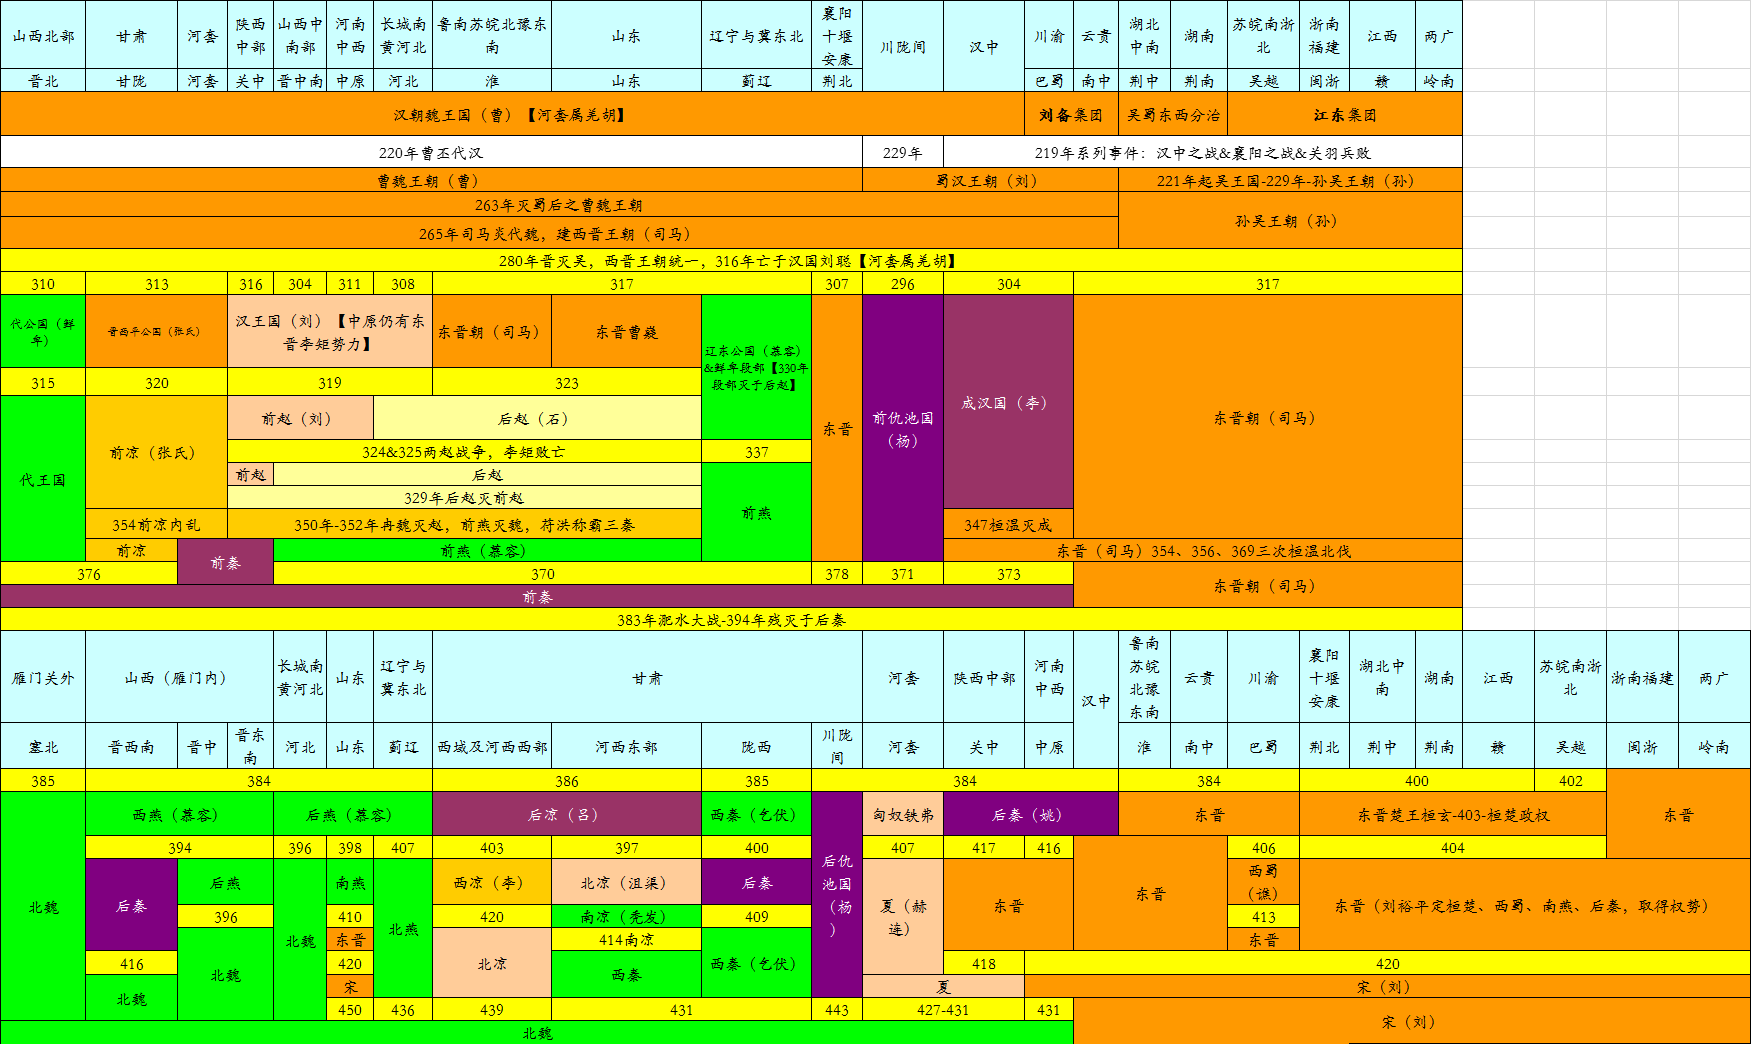 山西北部 甘肃 河套 陕西中部 山西中南部 河南中西 长城南黄河北 鲁南苏皖北豫东南 山东 辽宁与冀东北 襄阳十堰安康 川陇间 汉中 川渝 云贵 湖北中南 湖南 苏皖南浙北 浙南福建 江西 两广
晋北 甘陇 河套 关中 晋中南 中原 河北 淮 山东 蓟辽 荆北 巴蜀 南中 荆中 荆南 吴越 闽浙 赣 岭南
汉朝魏王国（曹）【河套属羌胡】 刘备集团 吴蜀东西分治 江东集团
220年曹丕代汉 229年 219年系列事件：汉中之战&襄阳之战&关羽兵败
曹魏王朝（曹） 蜀汉王朝（刘） 221年起吴王国-229年-孙吴王朝（孙）
263年灭蜀后之曹魏王朝
孙吴王朝（孙）
265年司马炎代魏，建西晋王朝（司马）
280年晋灭吴，西晋王朝统一，316年亡于汉国刘聪【河套属羌胡】
310 313 316 304 311 308 317 307 296 304 317
代公国（鲜卑） 晋西平公国（张氏） 汉王国（刘）【中原仍有东晋李矩势力】 东晋朝（司马） 东晋曹嶷 辽东公国（慕容）&鲜卑段部【330年段部灭于后赵】
315 320 319 323
东晋 前仇池国（杨） 成汉国（李） 东晋朝（司马）
代王国 前凉（张氏） 前赵（刘） 后赵（石）
324&325两赵战争，李矩败亡 337
前赵 后赵
329年后赵灭前赵
前燕
354前凉内乱 350年-352年冉魏灭赵，前燕灭魏，苻洪称霸三秦 347桓温灭成
前凉 前秦 前燕（慕容） 东晋（司马）354、356、369三次桓温北伐
376 370 378 371 373 东晋朝（司马）
前秦
383年淝水大战-394年残灭于后秦
雁门关外 山西（雁门内） 长城南黄河北 山东 辽宁与冀东北 甘肃 河套 陕西中部 河南中西 汉中 鲁南苏皖北豫东南 云贵 川渝 襄阳十堰安康 湖北中南 湖南 江西 苏皖南浙北 浙南福建 两广
塞北 晋西南 晋中 晋东南 河北 山东 蓟辽 西域及河西西部 河西东部 陇西 川陇间 河套 关中 中原 淮 南中 巴蜀 荆北 荆中 荆南 赣 吴越 闽浙 岭南
385 384 386 385 384 384 400 402
西燕（慕容） 后燕（慕容） 后凉（吕） 西秦（乞伏） 匈奴铁弗 后秦（姚） 东晋 东晋楚王桓玄-403-桓楚政权 东晋
394 396 398 407 403 397 400 407 417 416 406 404
北魏 后秦 后燕 北魏 南燕 北燕 西凉（李） 北凉（沮渠） 后秦 后仇池国（杨） 夏（赫连） 东晋 东晋 西蜀（谯） 东晋（刘裕平定桓楚、西蜀、南燕、后秦，取得权势）
396 410 420 南凉（秃发） 409 413
北魏 东晋 北凉 414南凉 西秦（乞伏） 东晋
416 420 西秦 418 420
北魏 宋 夏 宋（刘）
450 436 439 431 443 427-431 431 宋（刘）
北魏